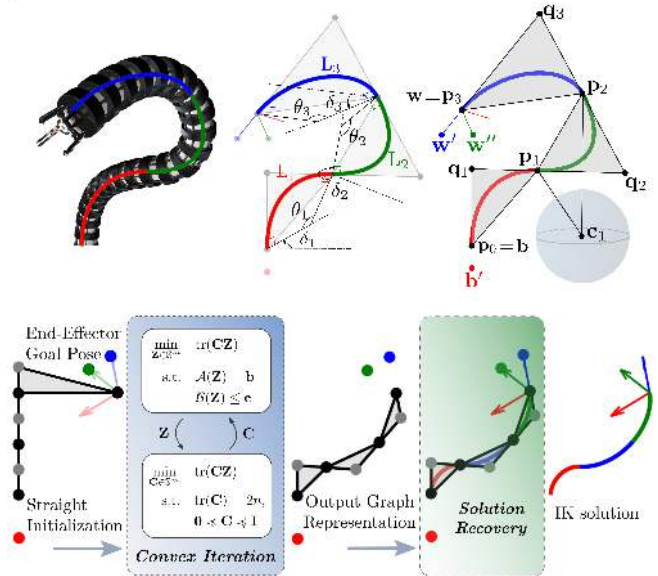 q₃
L₃
p₂
θ₃
δ₃
w = p₃
θ₂
w′
w″
L₁
L₂
q₁
p₁
δ₂
q₂
θ₁
δ₁
p₀ = b
c₁
b′
End-Effector
Goal Pose
min tr(CZ)
s.t. 𝒜(Z) = b
ℬ(Z) ≤ c
Z
C
min tr(CZ)
s.t. tr(C) = 2n,
0 ≼ C ≼ I
Straight
Initialization
Convex Iteration
Output Graph
Representation
Solution
Recovery
IK solution